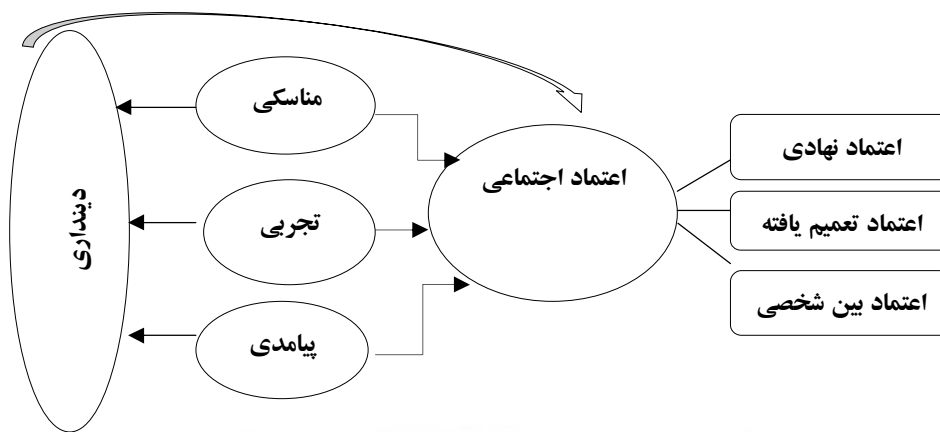 مناسکی
اعتماد نهادی
دینداری
تجربی
اعتماد اجتماعی
اعتماد تعمیم یافته
پیامدی
اعتماد بین شخصی